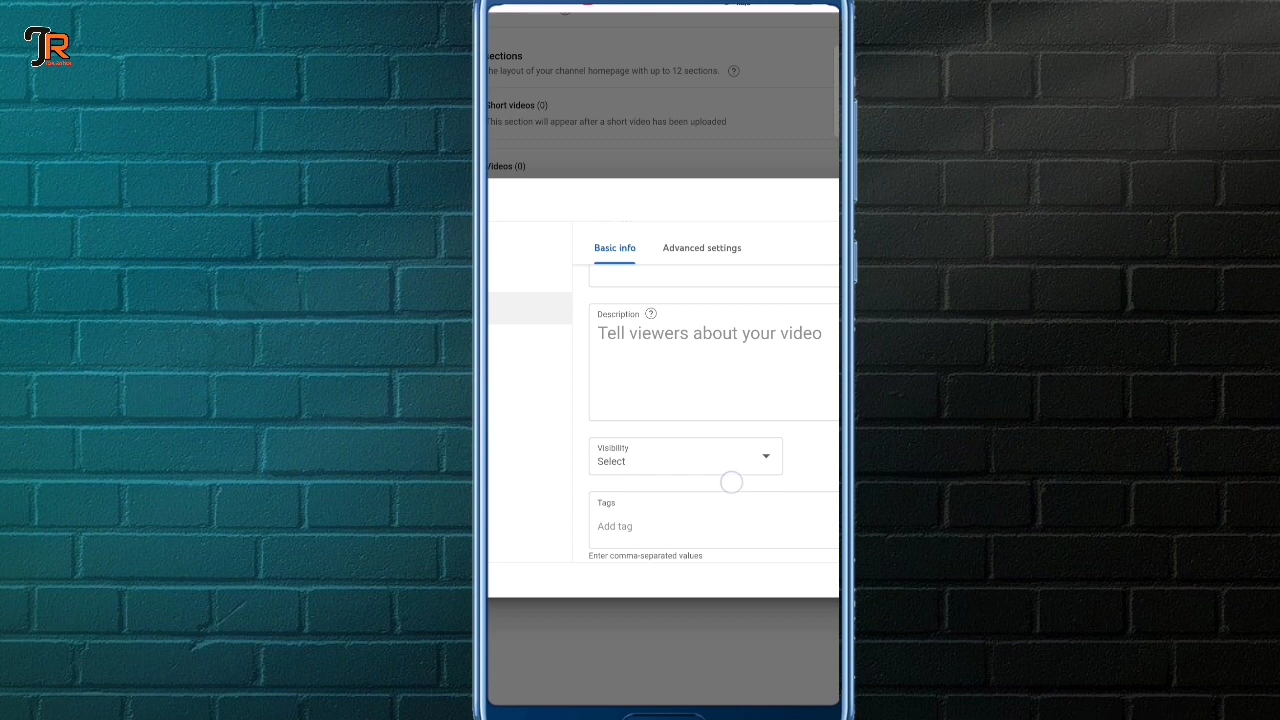 JR
sections
he layout of your channel homepage with up to 12 sections. ?
Short videos (0)
This section will appear after a short video has been uploaded
Videos (0)
Basic info Advanced settings
Description ?
Tell viewers about your video
Visibility
Select
Tags
Add tag
Enter comma-separated values